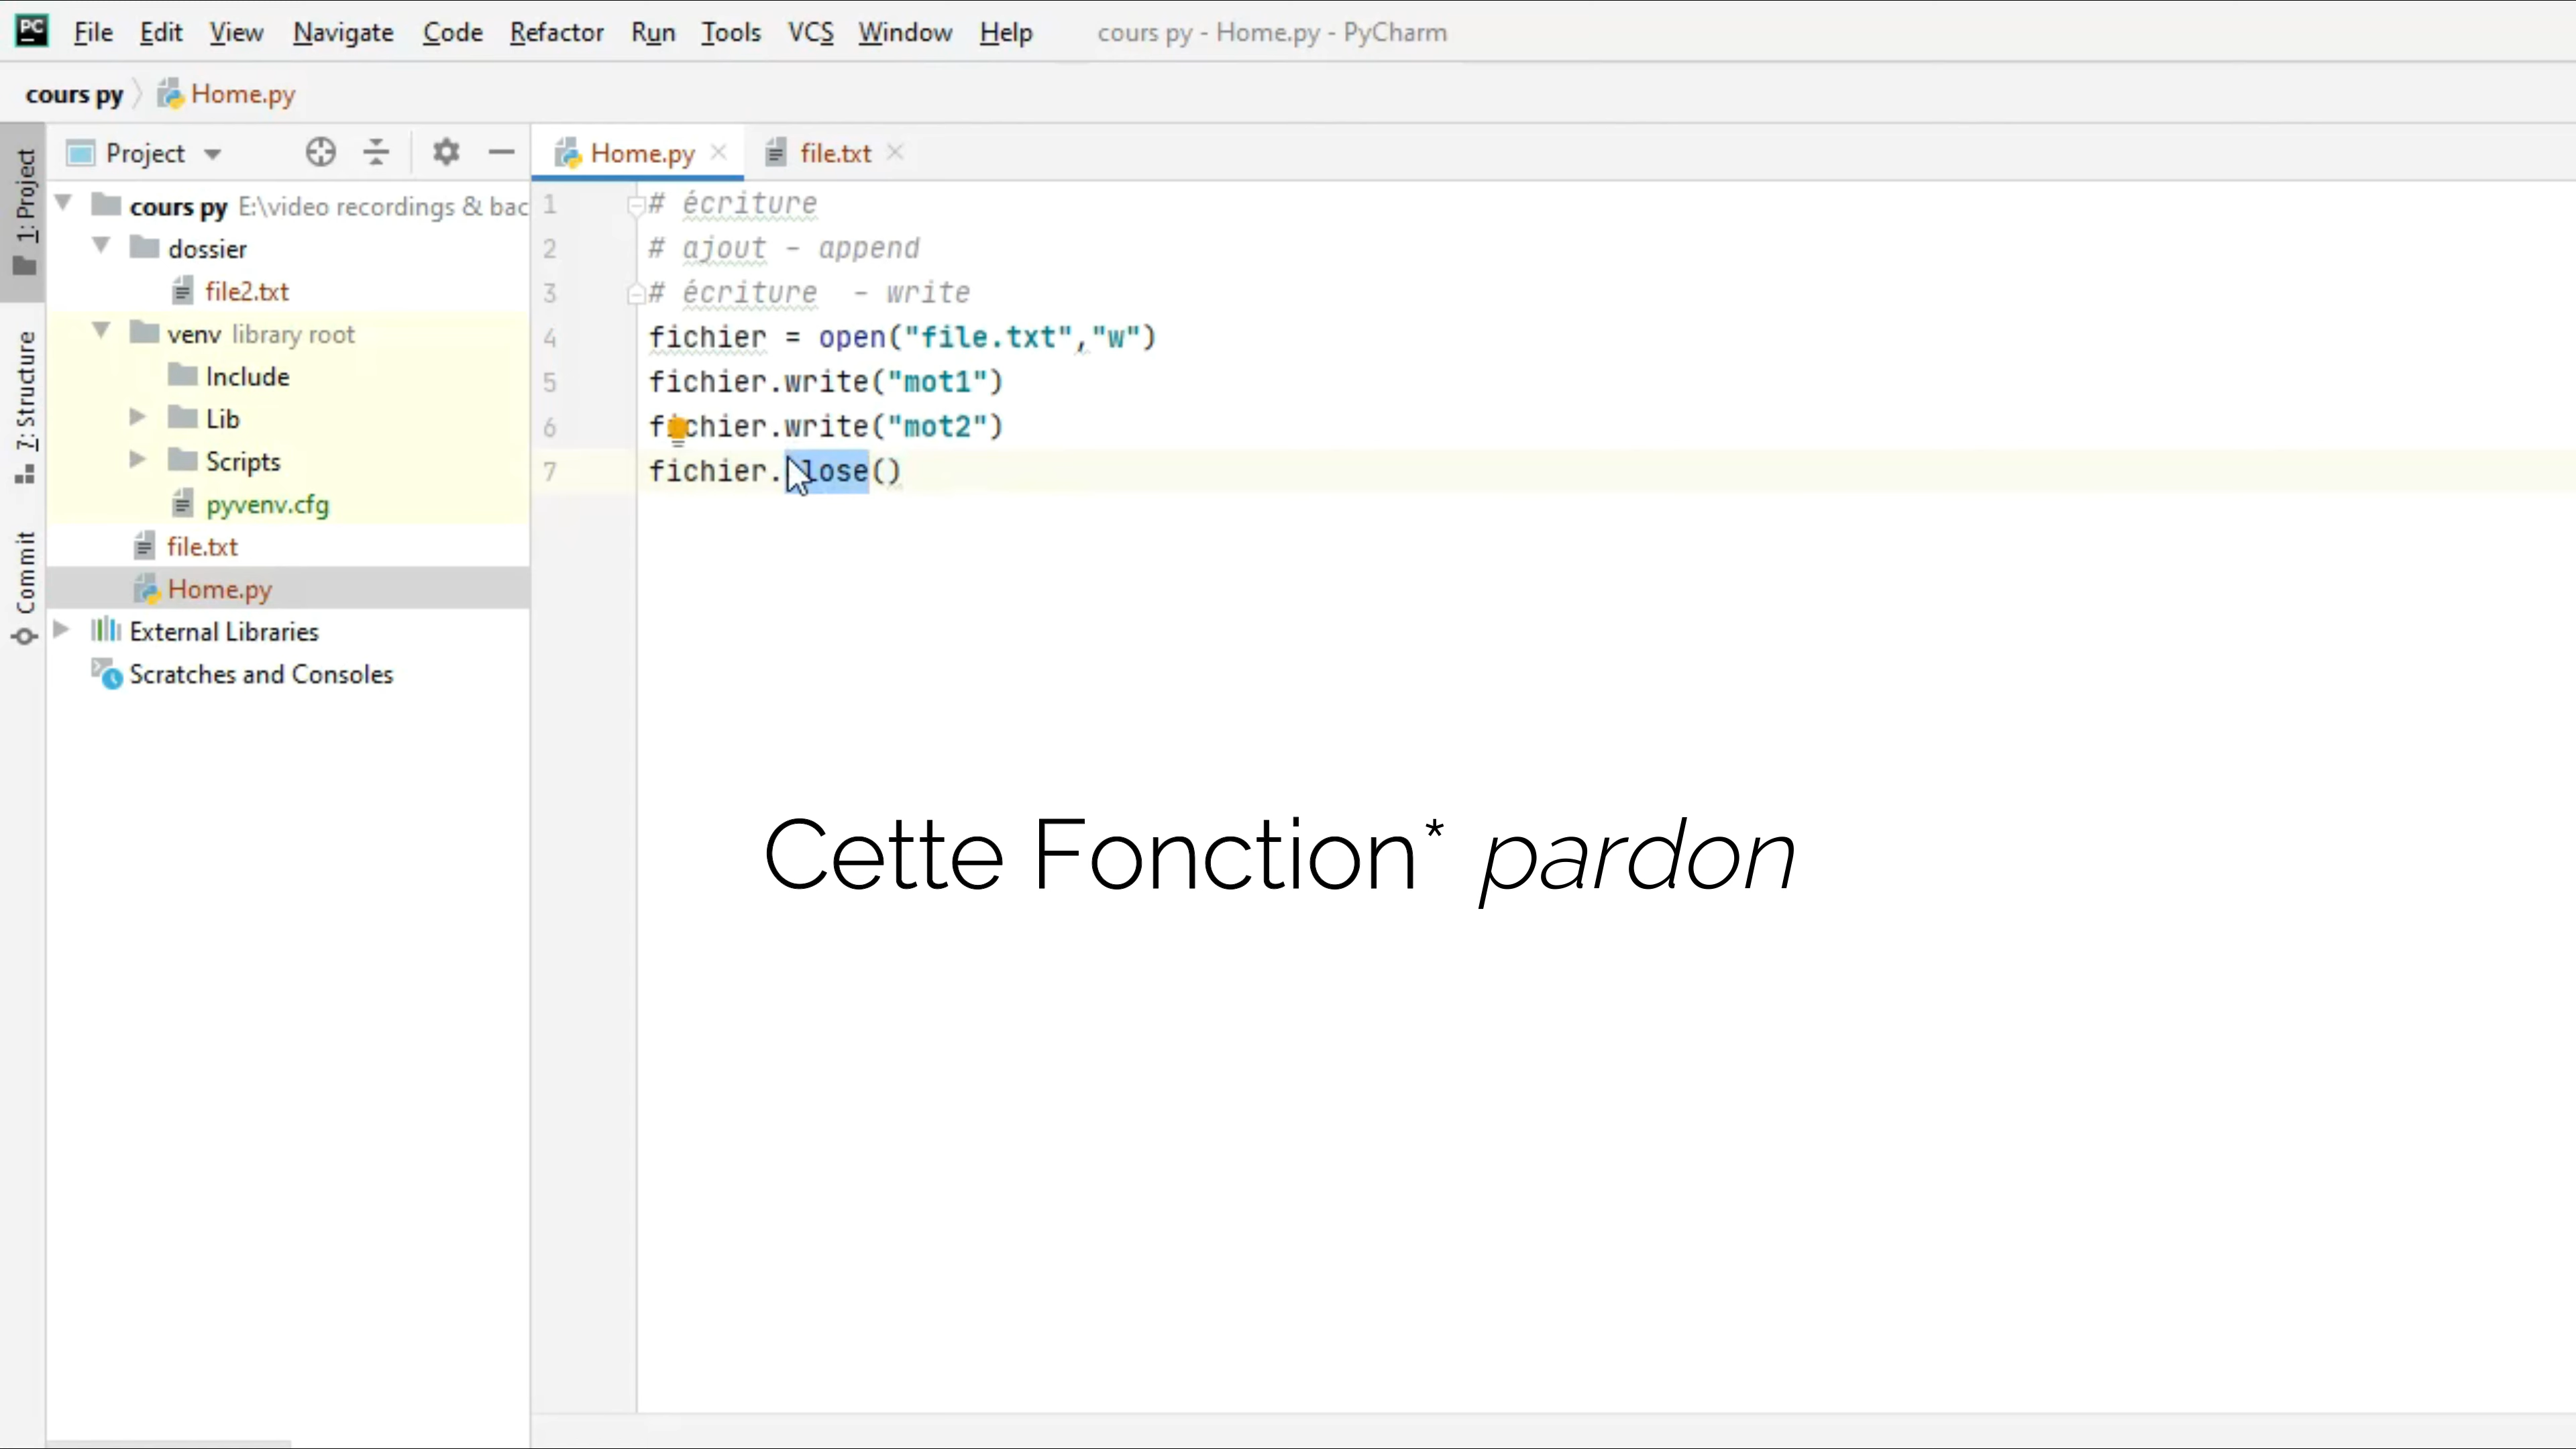 PC File Edit View Navigate Code Refactor Run Tools VCS Window Help cours py - Home.py - PyCharm
cours py Home.py
1: Project
7: Structure
Commit
Project
cours py E:\video recordings & bac
dossier
file2.txt
venv library root
Include
Lib
Scripts
pyvenv.cfg
file.txt
Home.py
External Libraries
Scratches and Consoles
Home.py file.txt
1 # écriture
2 # ajout - append
3 # écriture  - write
4 fichier = open("file.txt","w")
5 fichier.write("mot1")
6 fichier.write("mot2")
7 fichier.close()
Cette Fonction* pardon